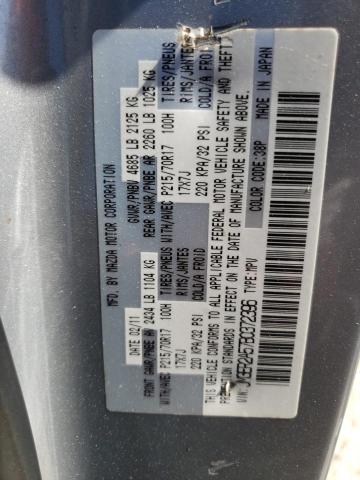 MFD. BY MAZDA MOTOR CORPORATION
DATE 02/11 GVWR/PNBV 4685 LB 2125 KG
FRONT GAWR/PNBE AV 2434 LB 1104 KG REAR GAWR/PNBE AR 2260 LB 1025 KG
WITH/AVEC P215/70R17 100H TIRES/PNEUS WITH/AVEC P215/70R17 100H TIRES/PNEUS
17X7J RIMS/JANTES 17X7J RIMS/JANTES
220 KPA/32 PSI COLD/A FROID 220 KPA/32 PSI COLD/A FROID
THIS VEHICLE CONFORMS TO ALL APPLICABLE FEDERAL MOTOR VEHICLE SAFETY AND THEFT
PREVENTION STANDARDS IN EFFECT ON THE DATE OF MANUFACTURE SHOWN ABOVE.
VIN: TYPE: MPV COLOR CODE: 38P MADE IN JAPAN